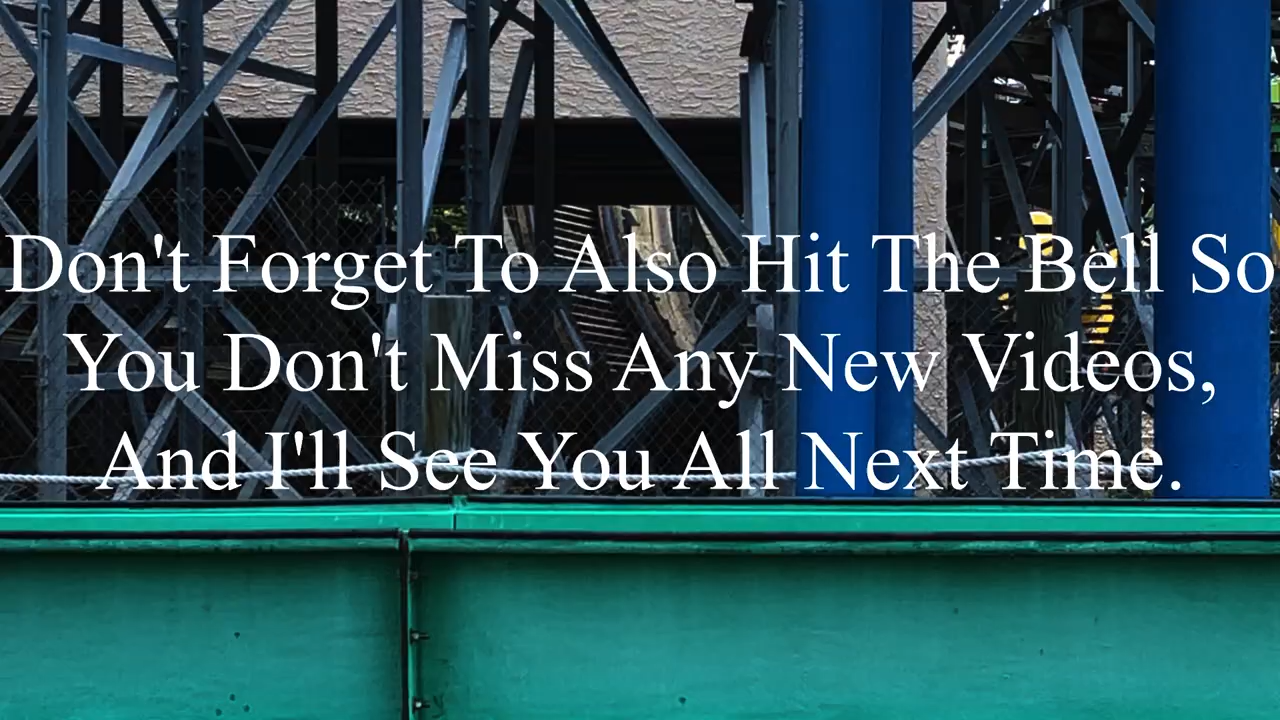 Don't Forget To Also Hit The Bell So
You Don't Miss Any New Videos,
And I'll See You All Next Time.